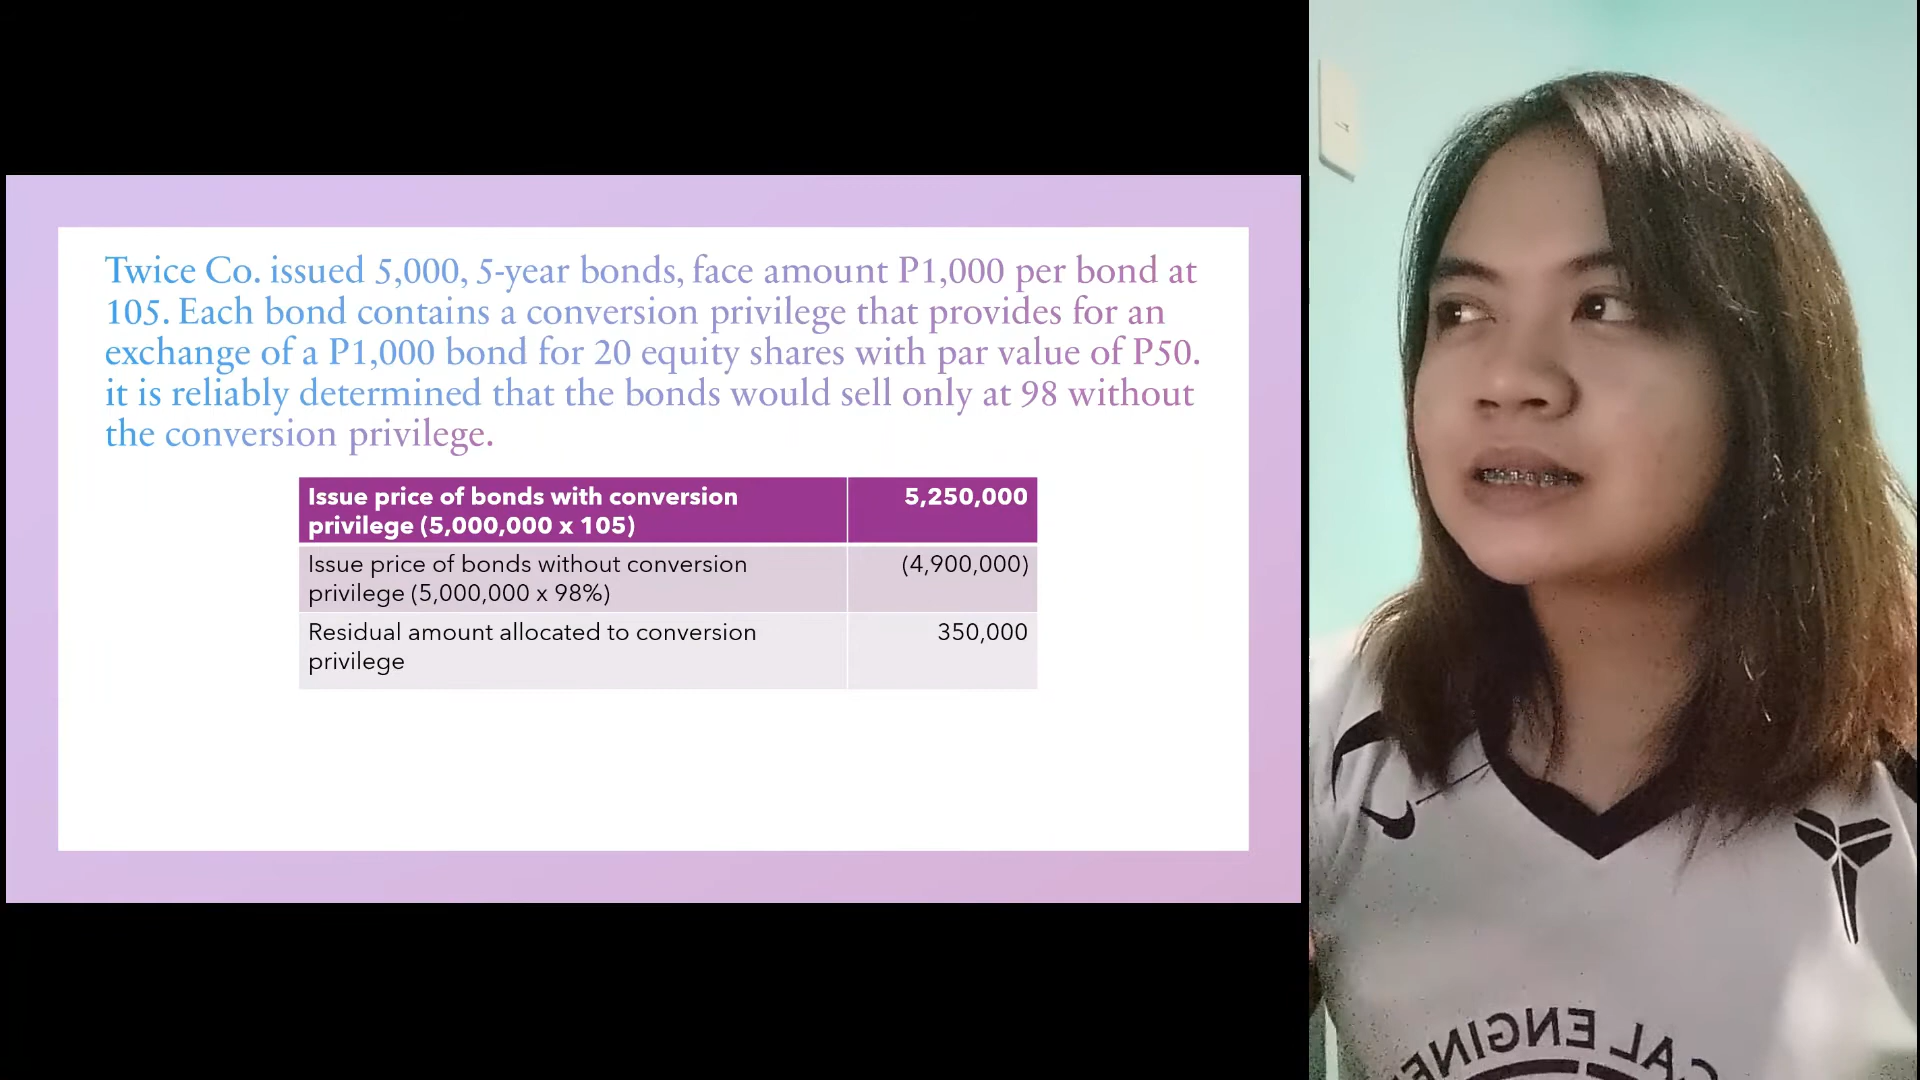 Twice Co. issued 5,000, 5-year bonds, face amount P1,000 per bond at
105. Each bond contains a conversion privilege that provides for an
exchange of a P1,000 bond for 20 equity shares with par value of P50.
it is reliably determined that the bonds would sell only at 98 without
the conversion privilege.
Issue price of bonds with conversion 5,250,000
privilege (5,000,000 x 105)
Issue price of bonds without conversion (4,900,000)
privilege (5,000,000 x 98%)
Residual amount allocated to conversion 350,000
privilege